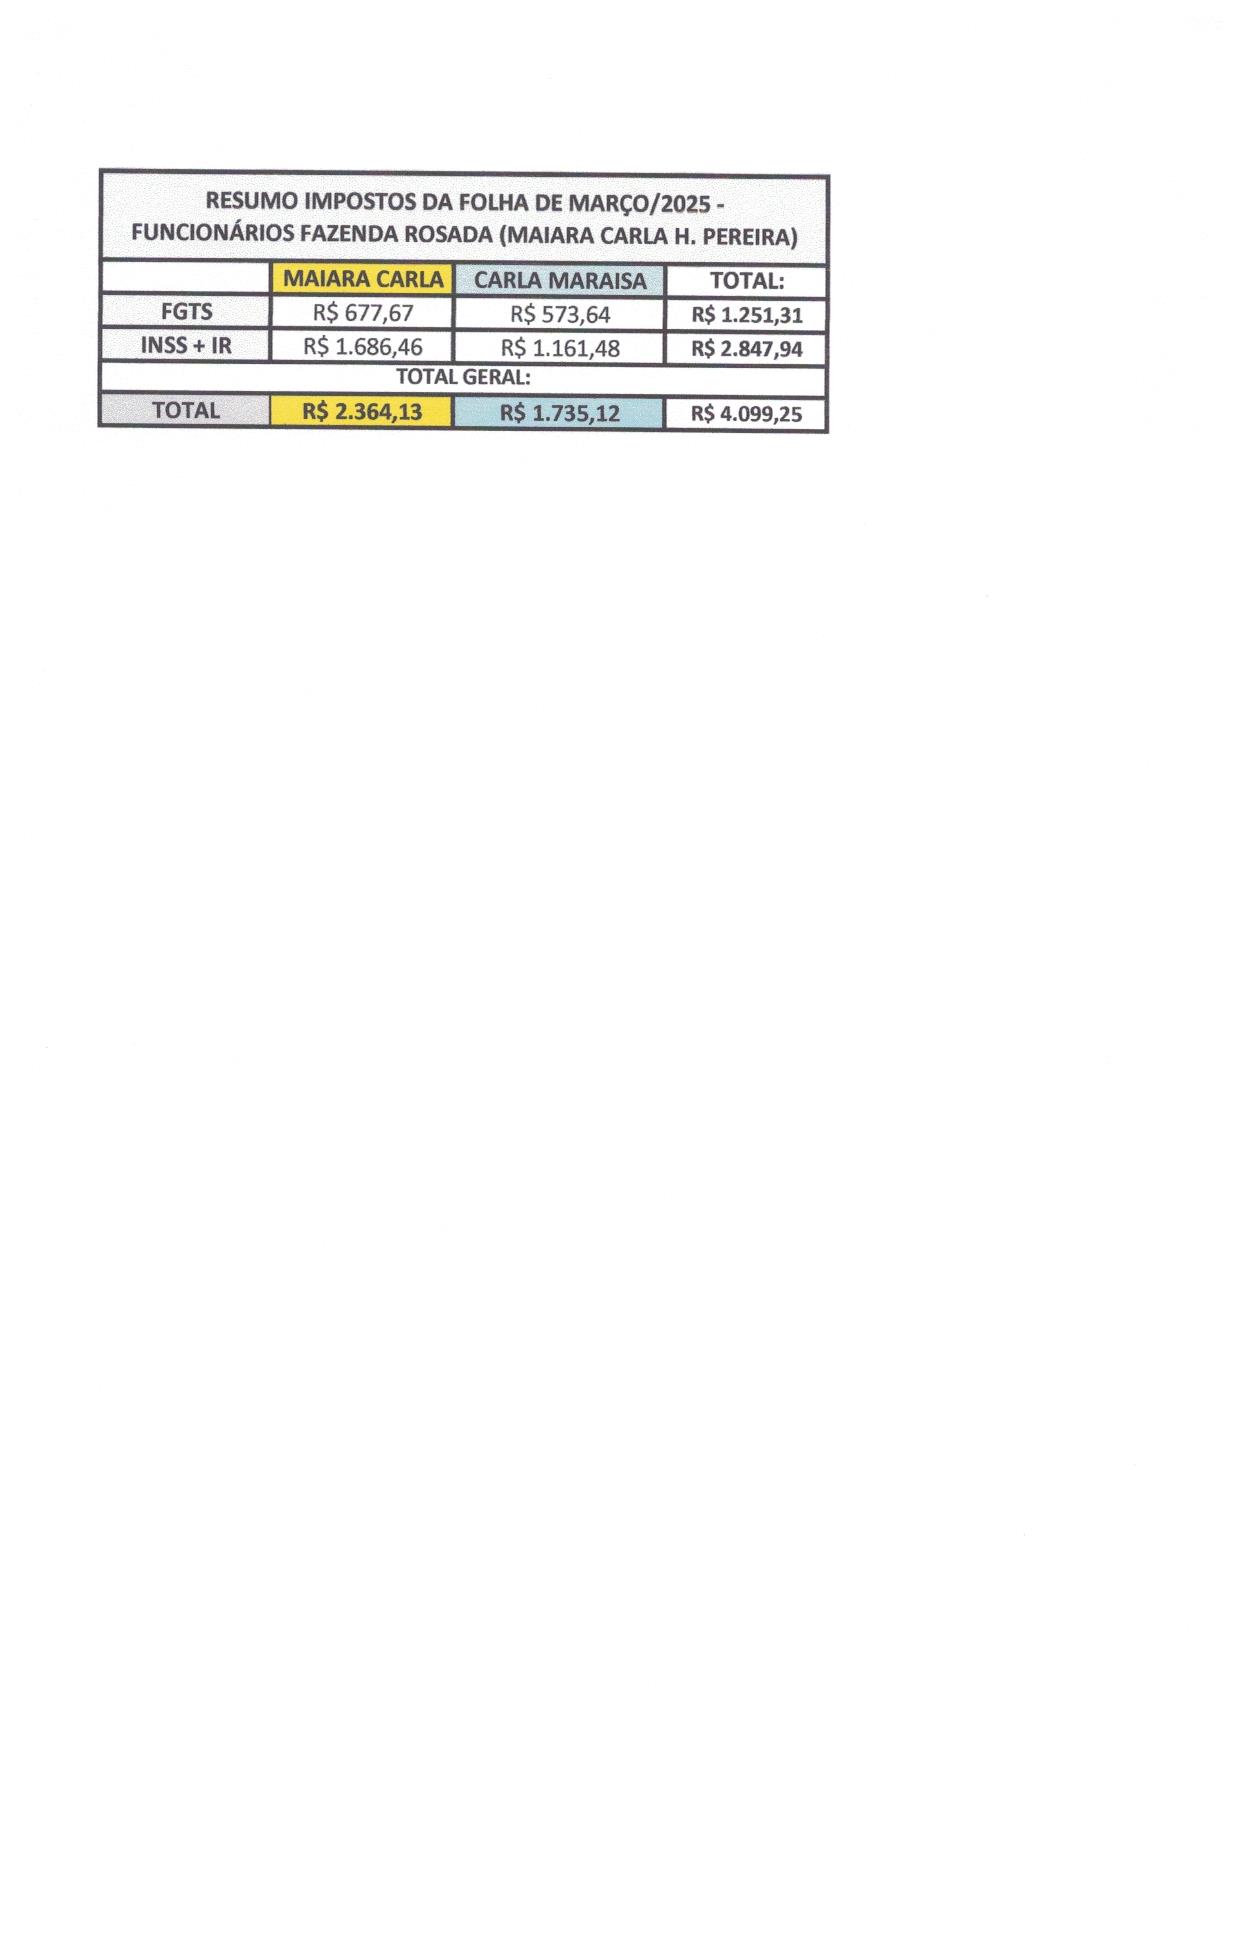 RESUMO IMPOSTOS DA FOLHA DE MARÇO/2025 -
FUNCIONÁRIOS FAZENDA ROSADA (MAIARA CARLA H. PEREIRA)
MAIARA CARLA CARLA MARAISA TOTAL:
FGTS R$ 677,67 R$ 573,64 R$ 1.251,31
INSS + IR R$ 1.686,46 R$ 1.161,48 R$ 2.847,94
TOTAL GERAL:
TOTAL R$ 2.364,13 R$ 1.735,12 R$ 4.099,25